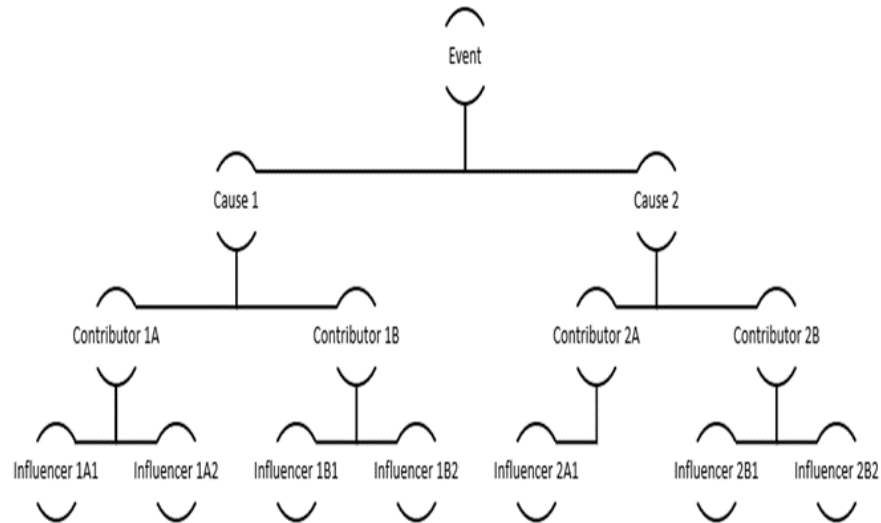 Event
Cause 1
Cause 2
Contributor 1A
Contributor 1B
Contributor 2A
Contributor 2B
Influencer 1A1
Influencer 1A2
Influencer 1B1
Influencer 1B2
Influencer 2A1
Influencer 2B1
Influencer 2B2